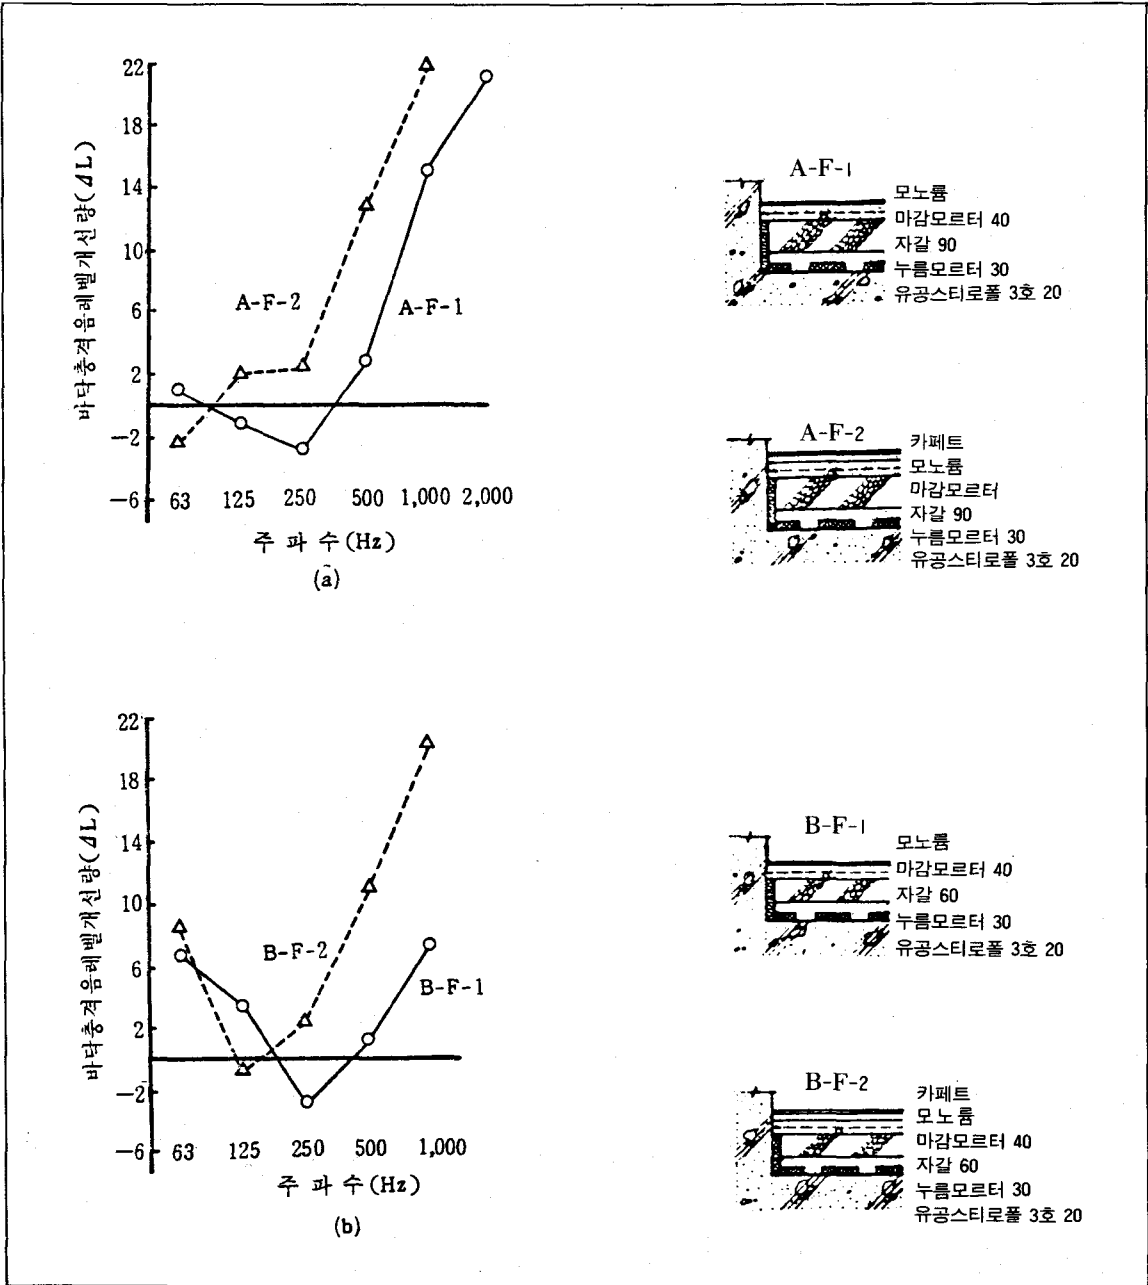 바닥충격음레벨개선량(ΔL)
22
18
14
10
6
2
−2
−6
A-F-2
A-F-1
63 125 250 500 1,000 2,000
주 파 수(Hz)
(a)
A-F-1
모노륨
마감모르터 40
자갈 90
누름모르터 30
유공스티로폴 3호 20
A-F-2
카페트
모노륨
마감모르터
자갈 90
누름모르터 30
유공스티로폴 3호 20
바닥충격음레벨개선량(ΔL)
22
18
14
10
6
2
−2
−6
B-F-2
B-F-1
63 125 250 500 1,000
주 파 수(Hz)
(b)
B-F-1
모노륨
마감모르터 40
자갈 60
누름모르터 30
유공스티로폴 3호 20
B-F-2
카페트
모노륨
마감모르터 40
자갈 60
누름모르터 30
유공스티로폴 3호 20